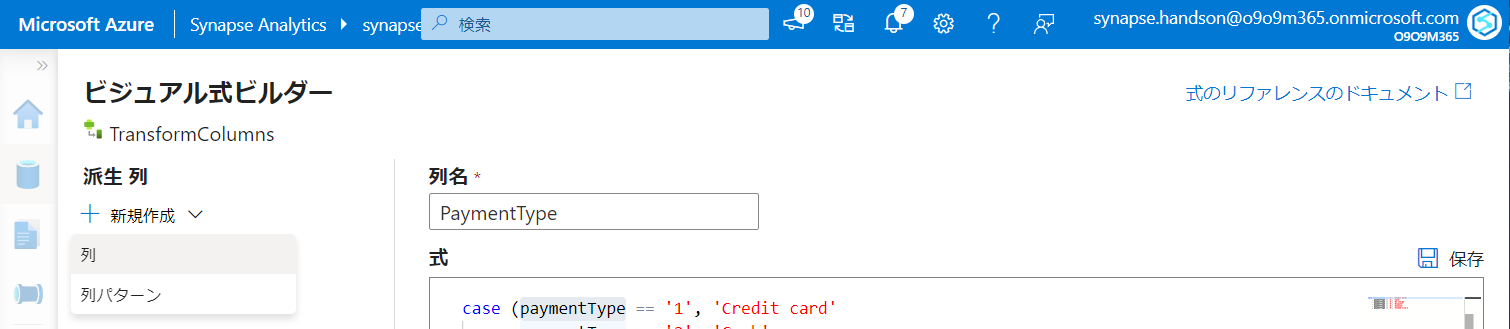 Microsoft Azure
Synapse Analytics
synapse
検索
10
7
synapse.handson@o9o9m365.onmicrosoft.com
O9O9M365
ビジュアル式ビルダー
式のリファレンスのドキュメント
TransformColumns
派生 列
新規作成
列
列パターン
列名 *
PaymentType
式
保存
case (paymentType == '1', 'Credit card'